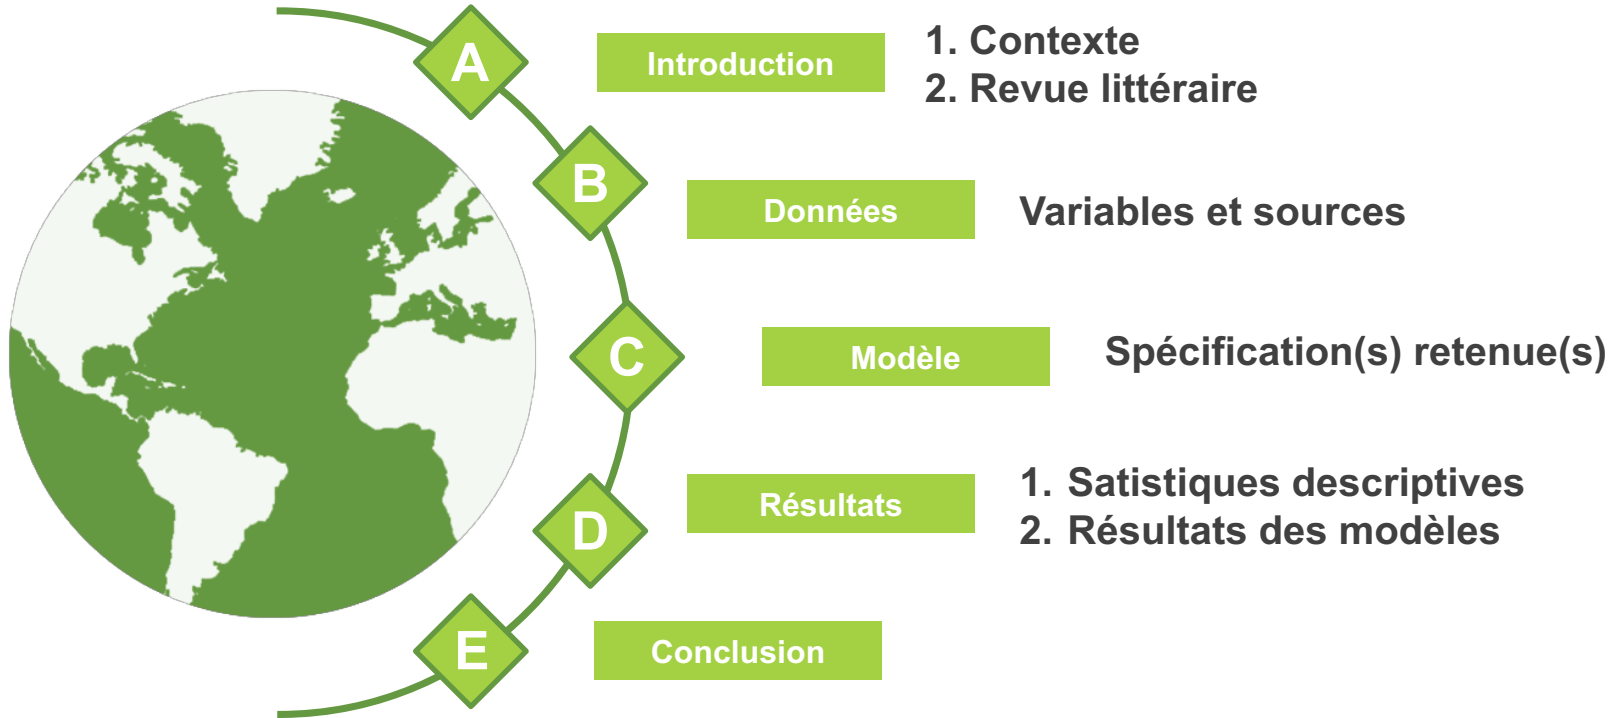 A
Introduction
1. Contexte
2. Revue littéraire
B
Données
Variables et sources
C
Modèle
Spécification(s) retenue(s)
D
Résultats
1. Satistiques descriptives
2. Résultats des modèles
E
Conclusion